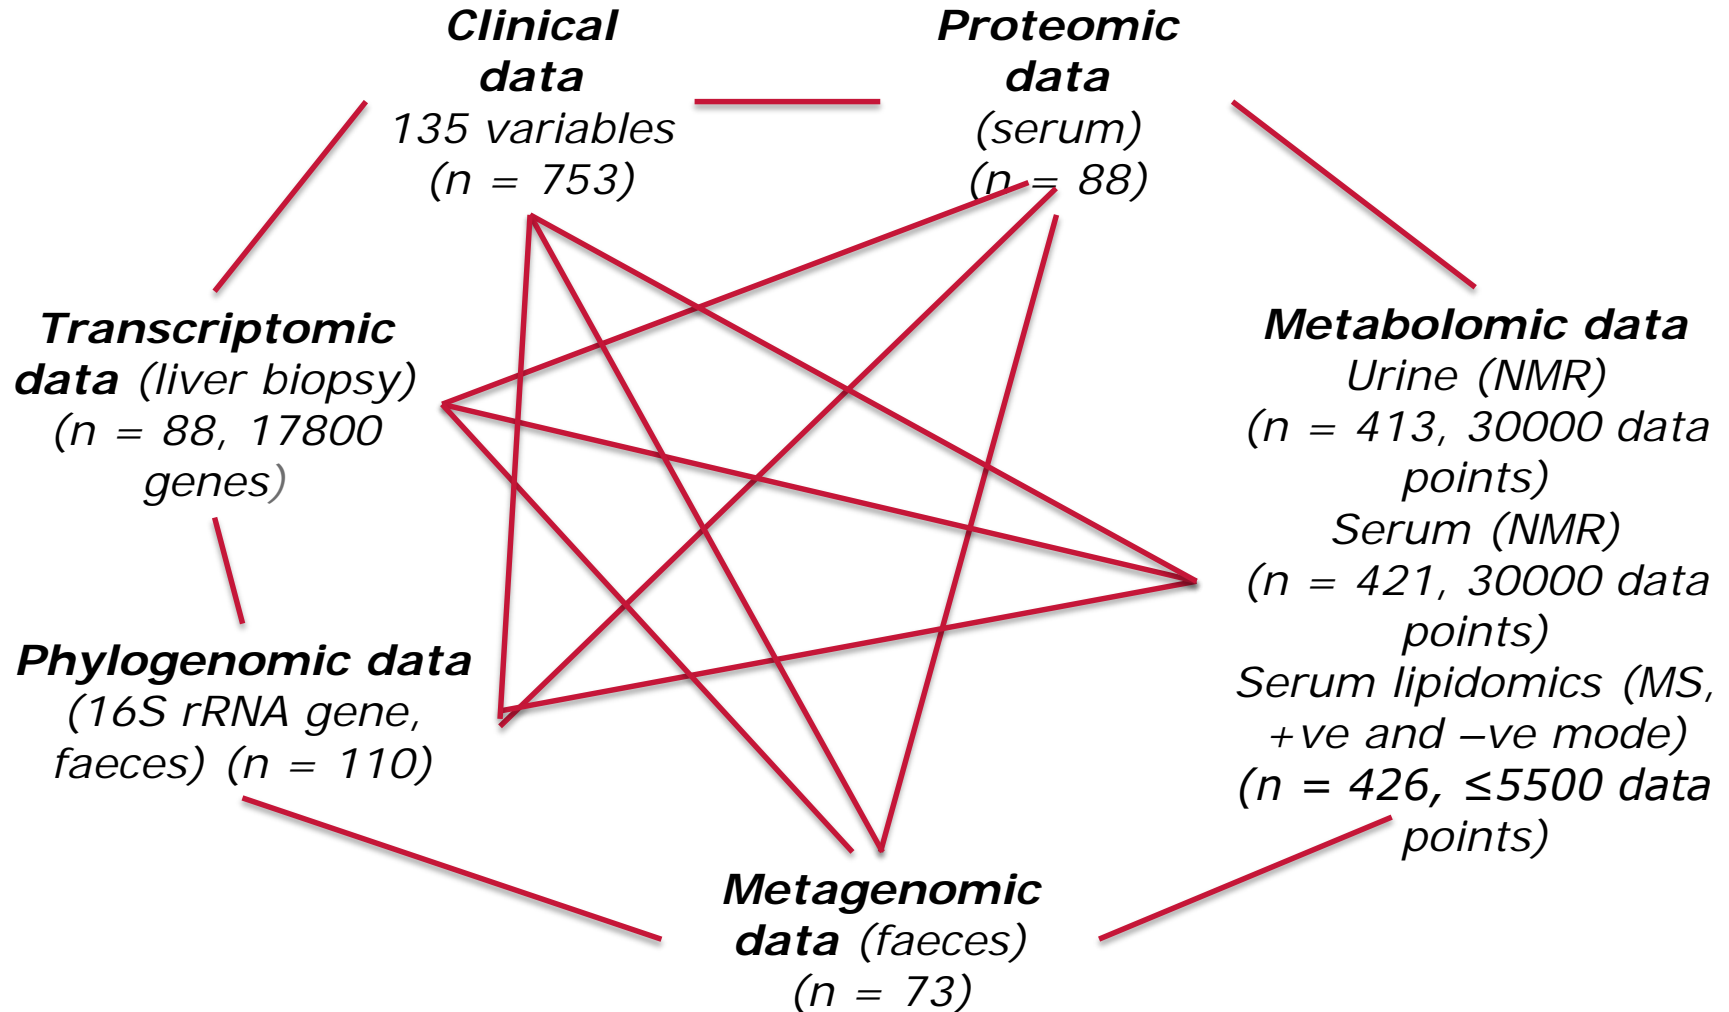 Clinical
data
135 variables
(n = 753)
Proteomic
data
(serum)
(n = 88)
Transcriptomic
data (liver biopsy)
(n = 88, 17800
genes)
Metabolomic data
Urine (NMR)
(n = 413, 30000 data
points)
Serum (NMR)
(n = 421, 30000 data
points)
Serum lipidomics (MS,
+ve and –ve mode)
(n = 426, ≤5500 data
points)
Phylogenomic data
(16S rRNA gene,
faeces) (n = 110)
Metagenomic
data (faeces)
(n = 73)